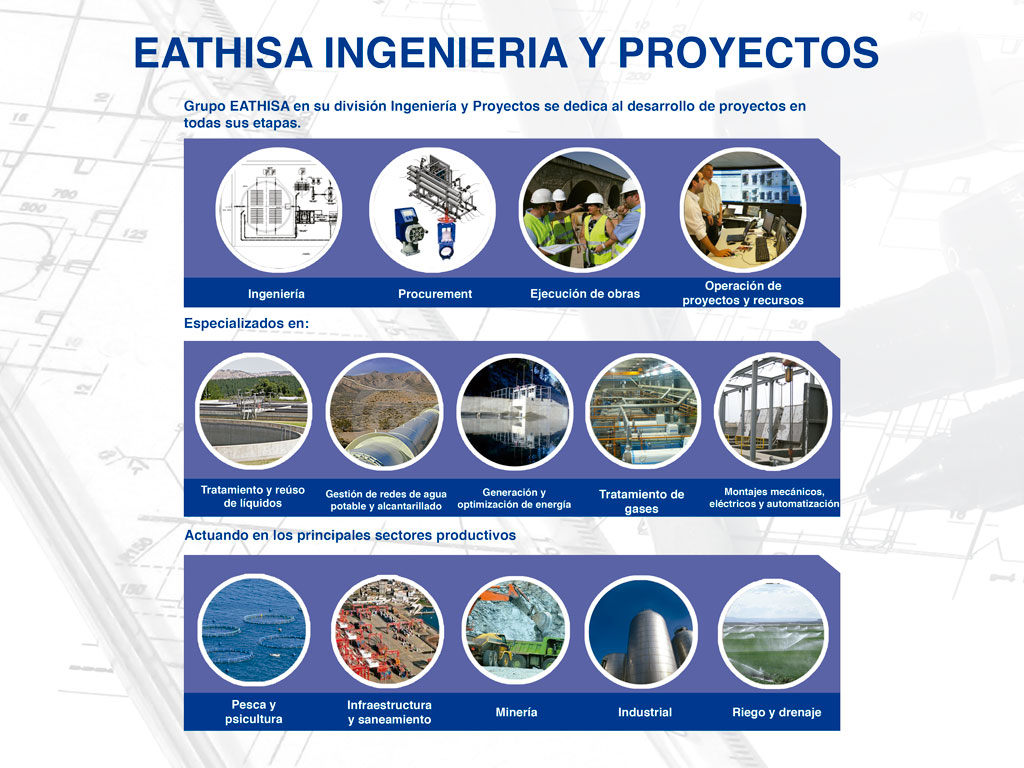 EATHISA INGENIERIA Y PROYECTOS
Grupo EATHISA en su división Ingeniería y Proyectos se dedica al desarrollo de proyectos en
todas sus etapas.
Ingeniería
Procurement
Ejecución de obras
Operación de
proyectos y recursos
Especializados en:
Tratamiento y reúso
de líquidos
Gestión de redes de agua
potable y alcantarillado
Generación y
optimización de energía
Tratamiento de
gases
Montajes mecánicos,
eléctricos y automatización
Actuando en los principales sectores productivos
Pesca y
psicultura
Infraestructura
y saneamiento
Minería
Industrial
Riego y drenaje